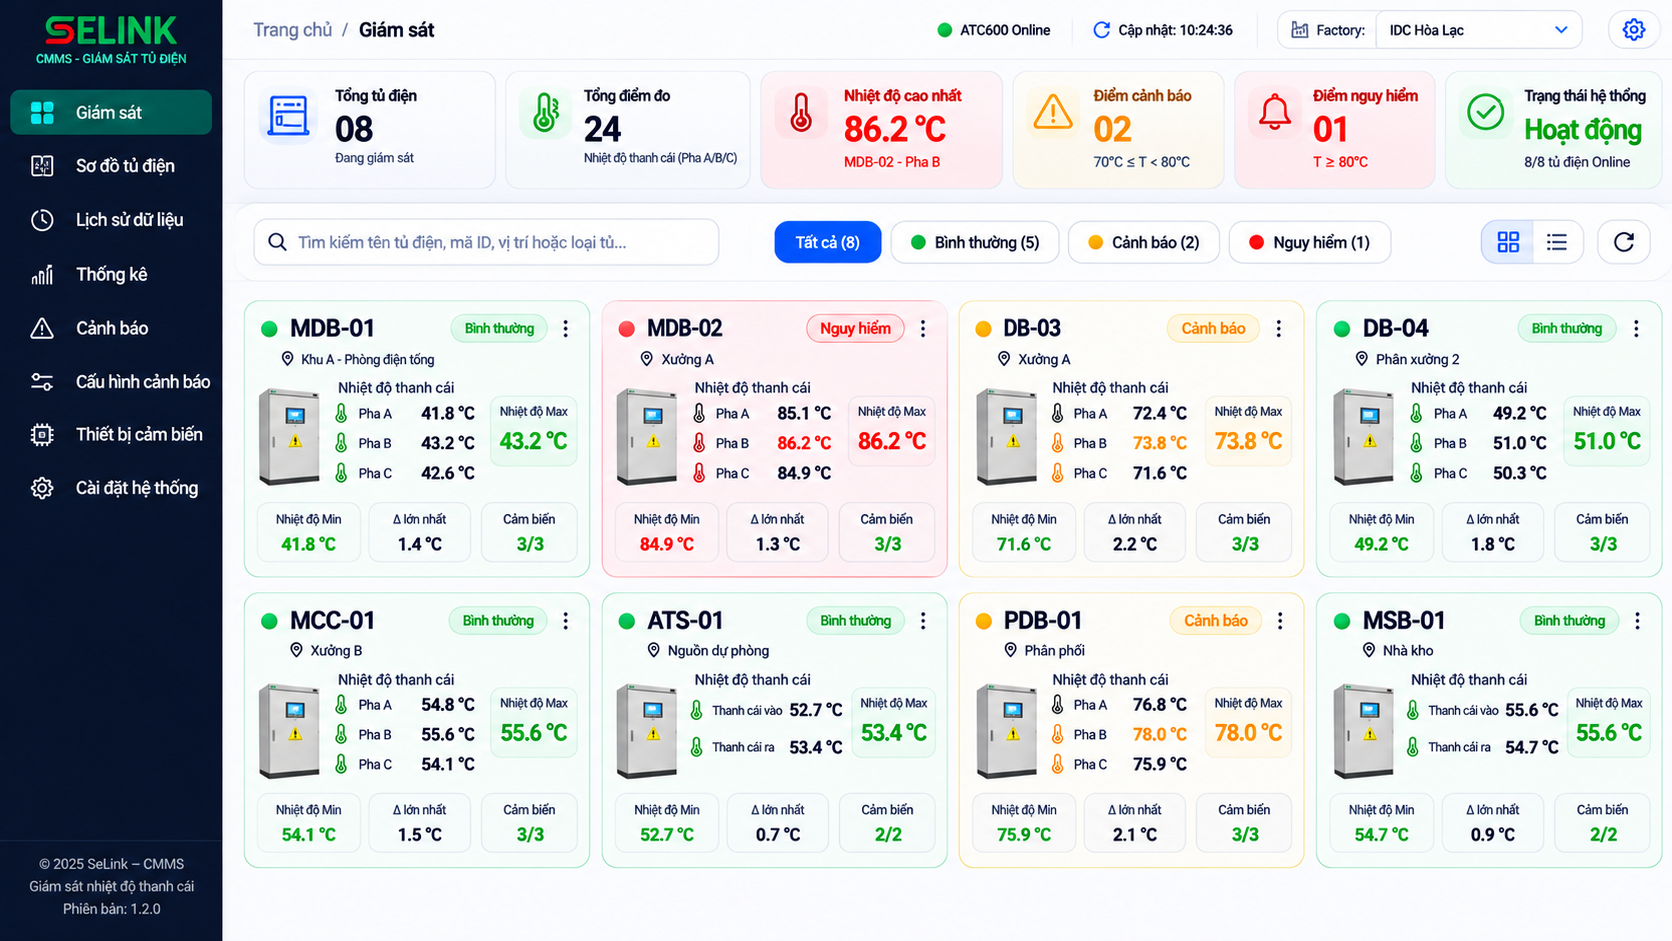 SELINK
CMMS - GIÁM SÁT TỦ ĐIỆN
Giám sát
Sơ đồ tủ điện
Lịch sử dữ liệu
Thống kê
Cảnh báo
Cấu hình cảnh báo
Thiết bị cảm biến
Cài đặt hệ thống
© 2025 SeLink – CMMS
Giám sát nhiệt độ thanh cái
Phiên bản: 1.2.0
Trang chủ / Giám sát
ATC600 Online
Cập nhật: 10:24:36
Factory: IDC Hòa Lạc
Tổng tủ điện
08
Đang giám sát
Tổng điểm đo
24
Nhiệt độ thanh cái (Pha A/B/C)
Nhiệt độ cao nhất
86.2 °C
MDB-02 - Pha B
Điểm cảnh báo
02
70°C ≤ T < 80°C
Điểm nguy hiểm
01
T ≥ 80°C
Trạng thái hệ thống
Hoạt động
8/8 tủ điện Online
Tìm kiếm tên tủ điện, mã ID, vị trí hoặc loại tủ...
Tất cả (8)
Bình thường (5)
Cảnh báo (2)
Nguy hiểm (1)
MDB-01
Bình thường
Khu A - Phòng điện tổng
Nhiệt độ thanh cái
Pha A 41.8 °C
Pha B 43.2 °C
Pha C 42.6 °C
Nhiệt độ Max
43.2 °C
Nhiệt độ Min
41.8 °C
Δ lớn nhất
1.4 °C
Cảm biến
3/3
MDB-02
Nguy hiểm
Xưởng A
Nhiệt độ thanh cái
Pha A 85.1 °C
Pha B 86.2 °C
Pha C 84.9 °C
Nhiệt độ Max
86.2 °C
Nhiệt độ Min
84.9 °C
Δ lớn nhất
1.3 °C
Cảm biến
3/3
DB-03
Cảnh báo
Xưởng A
Nhiệt độ thanh cái
Pha A 72.4 °C
Pha B 73.8 °C
Pha C 71.6 °C
Nhiệt độ Max
73.8 °C
Nhiệt độ Min
71.6 °C
Δ lớn nhất
2.2 °C
Cảm biến
3/3
DB-04
Bình thường
Phân xưởng 2
Nhiệt độ thanh cái
Pha A 49.2 °C
Pha B 51.0 °C
Pha C 50.3 °C
Nhiệt độ Max
51.0 °C
Nhiệt độ Min
49.2 °C
Δ lớn nhất
1.8 °C
Cảm biến
3/3
MCC-01
Bình thường
Xưởng B
Nhiệt độ thanh cái
Pha A 54.8 °C
Pha B 55.6 °C
Pha C 54.1 °C
Nhiệt độ Max
55.6 °C
Nhiệt độ Min
54.1 °C
Δ lớn nhất
1.5 °C
Cảm biến
3/3
ATS-01
Bình thường
Nguồn dự phòng
Nhiệt độ thanh cái
Thanh cái vào 52.7 °C
Thanh cái ra 53.4 °C
Nhiệt độ Max
53.4 °C
Nhiệt độ Min
52.7 °C
Δ lớn nhất
0.7 °C
Cảm biến
2/2
PDB-01
Cảnh báo
Phân phối
Nhiệt độ thanh cái
Pha A 76.8 °C
Pha B 78.0 °C
Pha C 75.9 °C
Nhiệt độ Max
78.0 °C
Nhiệt độ Min
75.9 °C
Δ lớn nhất
2.1 °C
Cảm biến
3/3
MSB-01
Bình thường
Nhà kho
Nhiệt độ thanh cái
Thanh cái vào 55.6 °C
Thanh cái ra 54.7 °C
Nhiệt độ Max
55.6 °C
Nhiệt độ Min
54.7 °C
Δ lớn nhất
0.9 °C
Cảm biến
2/2